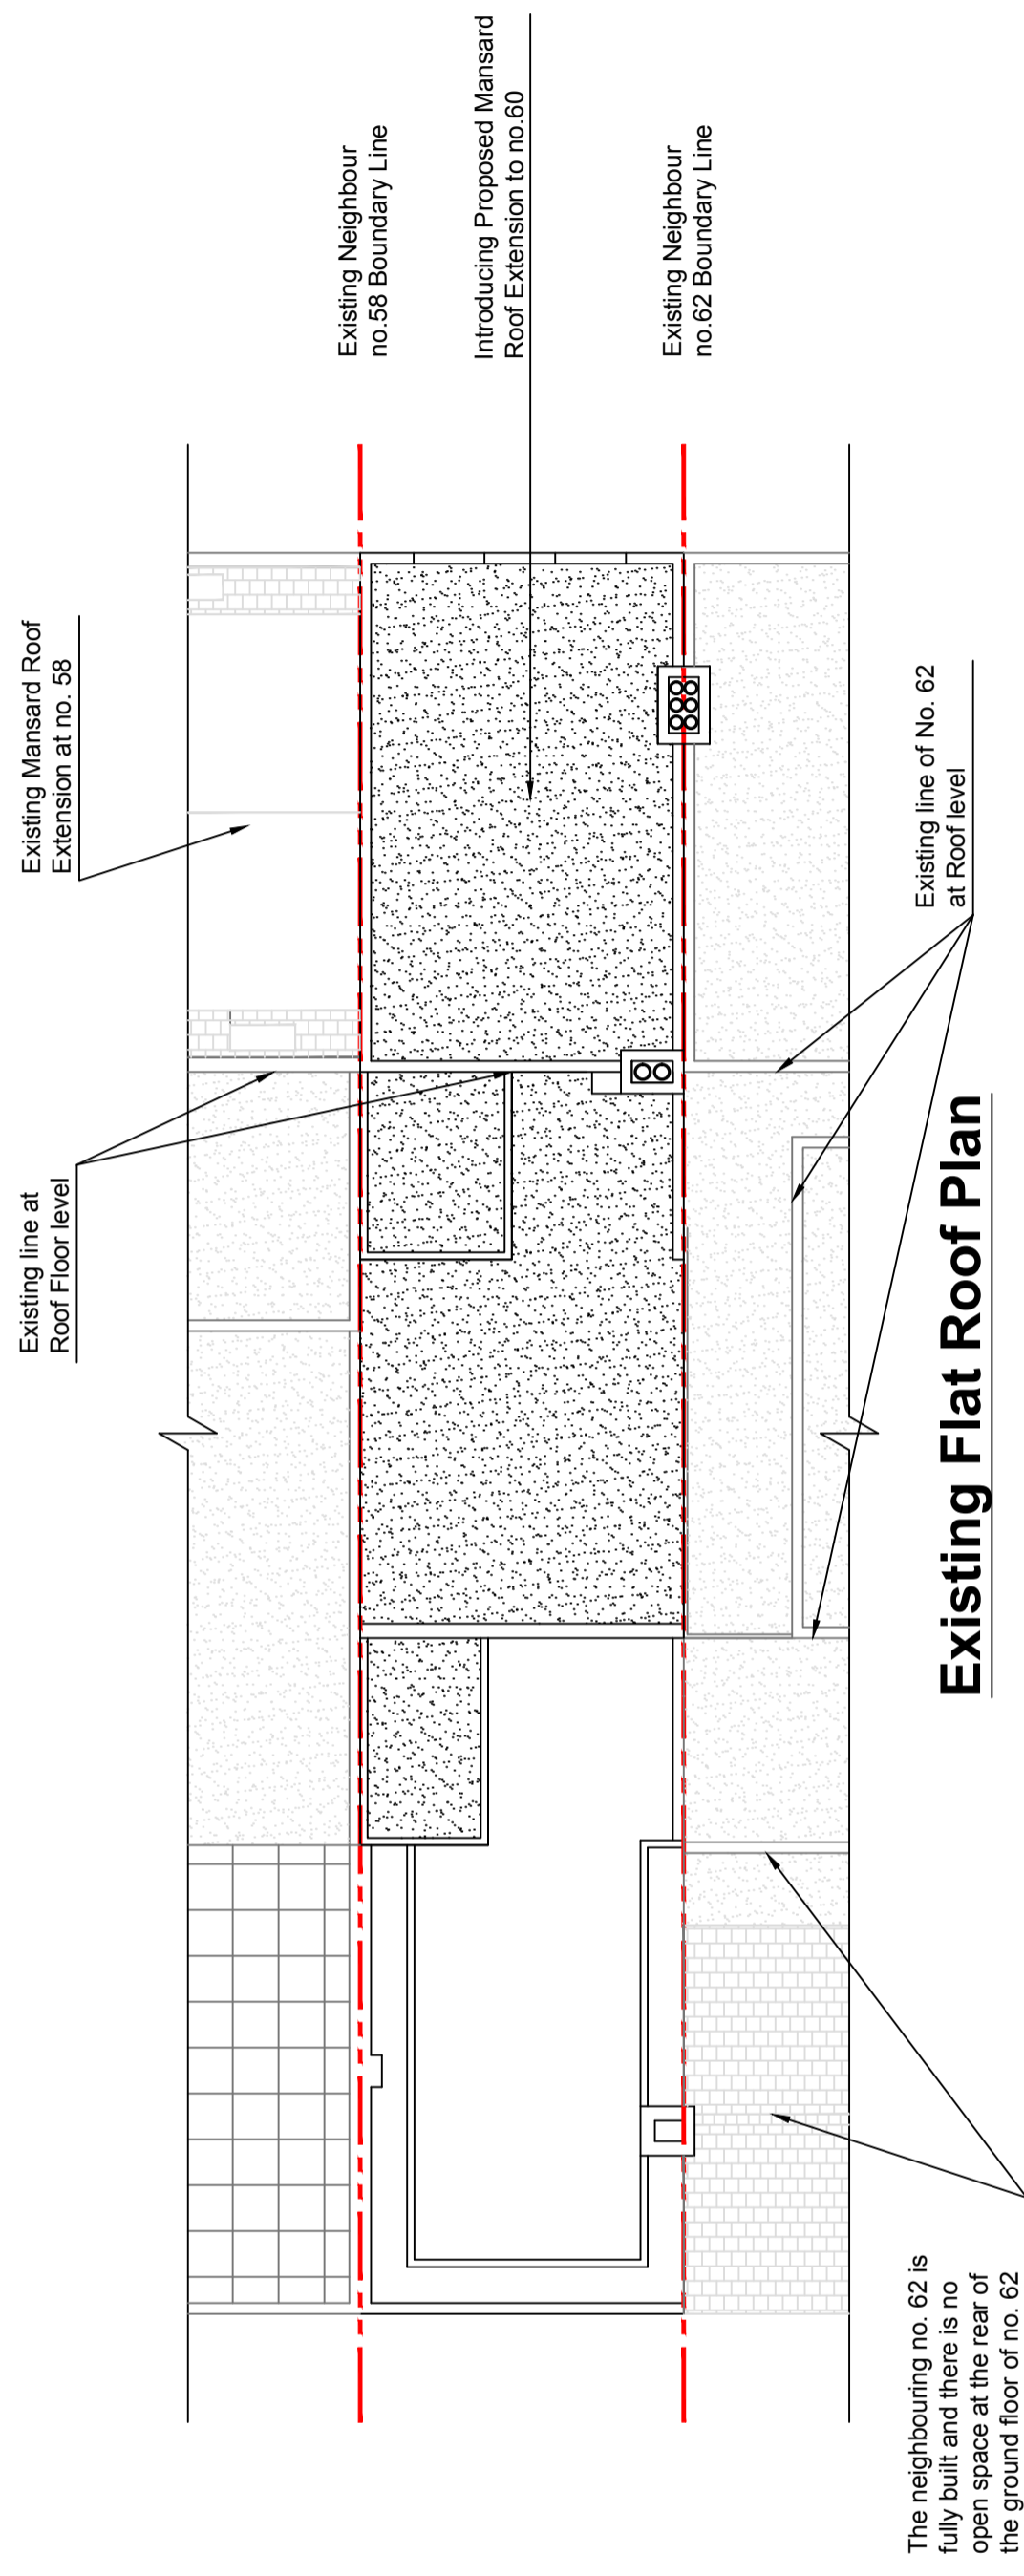 Existing Mansard Roof
Extension at no. 58
Existing line at
Roof Floor level
Existing Neighbour
no.58 Boundary Line
Introducing Proposed Mansard
Roof Extension to no.60
Existing Neighbour
no.62 Boundary Line
Existing line of No. 62
at Roof level
The neighbouring no. 62 is
fully built and there is no
open space at the rear of
the ground floor of no. 62
Existing Flat Roof Plan